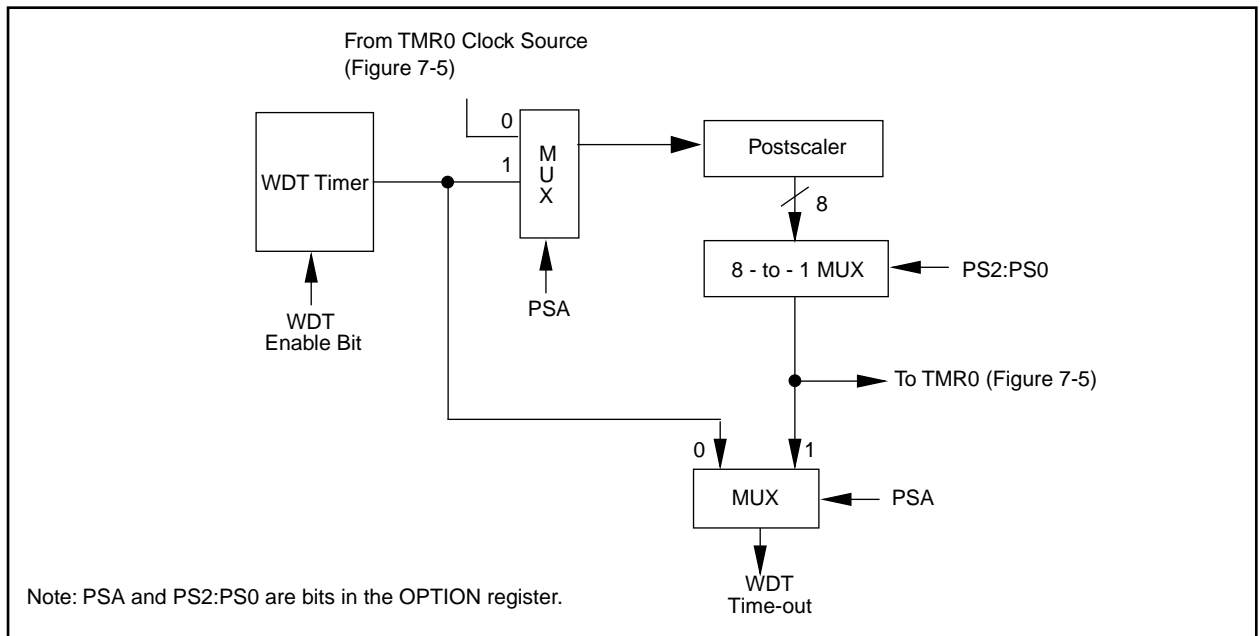 From TMR0 Clock Source
(Figure 7-5)
0
1
M
U
X
WDT Timer
Postscaler
8
8 - to - 1 MUX
PS2:PS0
PSA
WDT
Enable Bit
To TMR0 (Figure 7-5)
0
1
MUX
PSA
WDT
Time-out
Note: PSA and PS2:PS0 are bits in the OPTION register.